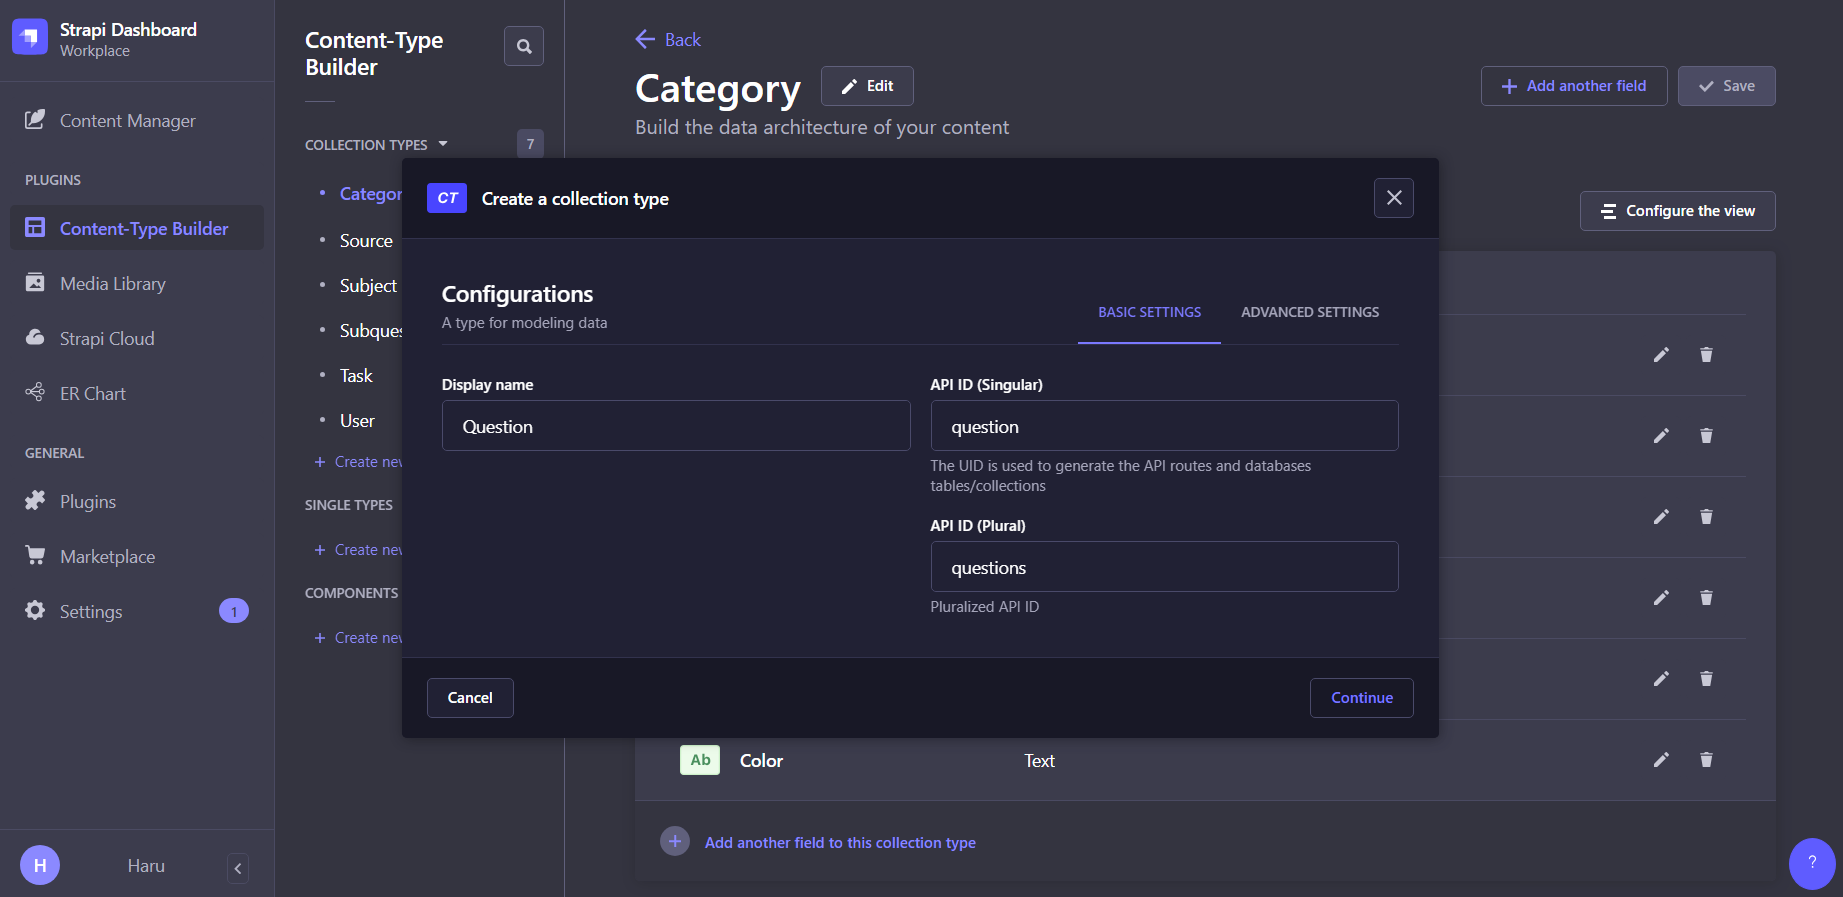 Strapi Dashboard
Workplace
Content Manager
PLUGINS
Content-Type Builder
Media Library
Strapi Cloud
ER Chart
GENERAL
Plugins
Marketplace
Settings
1
H
Haru
Content-Type
Builder
COLLECTION TYPES
7
Categor
Source
Subject
Subques
Task
User
Create new
SINGLE TYPES
Create new
COMPONENTS
Create new
Back
Category
Edit
Add another field
Save
Build the data architecture of your content
Configure the view
CT
Create a collection type
Configurations
A type for modeling data
BASIC SETTINGS
ADVANCED SETTINGS
Display name
Question
API ID (Singular)
question
The UID is used to generate the API routes and databases
tables/collections
API ID (Plural)
questions
Pluralized API ID
Cancel
Continue
Ab
Color
Text
Add another field to this collection type
?